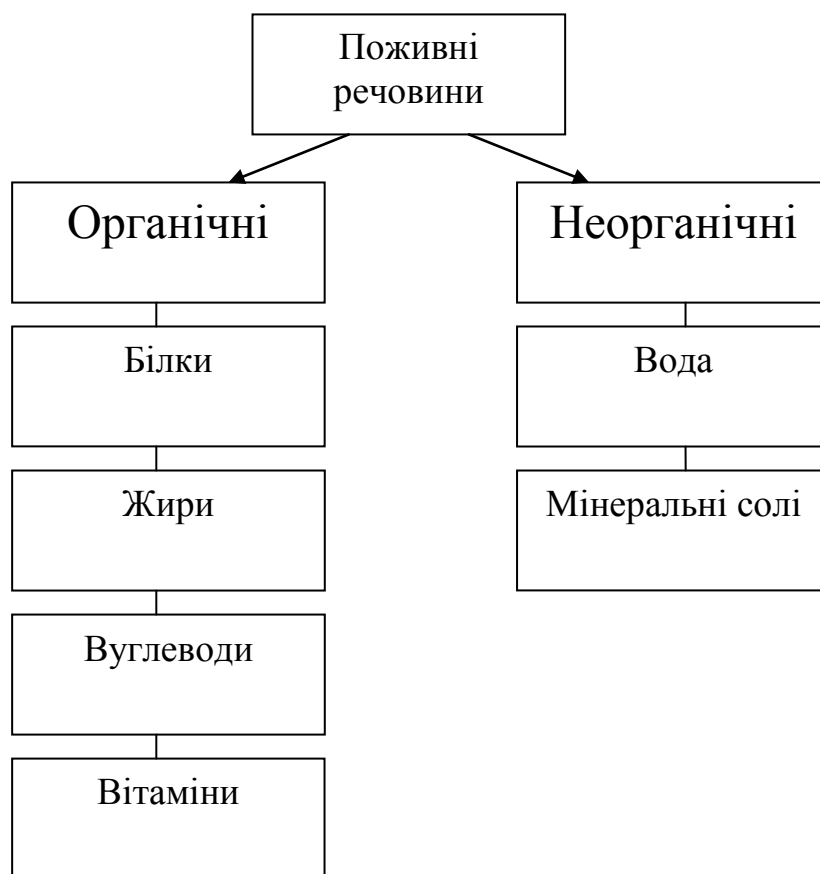 Поживні
речовини
Органічні
Неорганічні
Білки
Вода
Жири
Мінеральні солі
Вуглеводи
Вітаміни